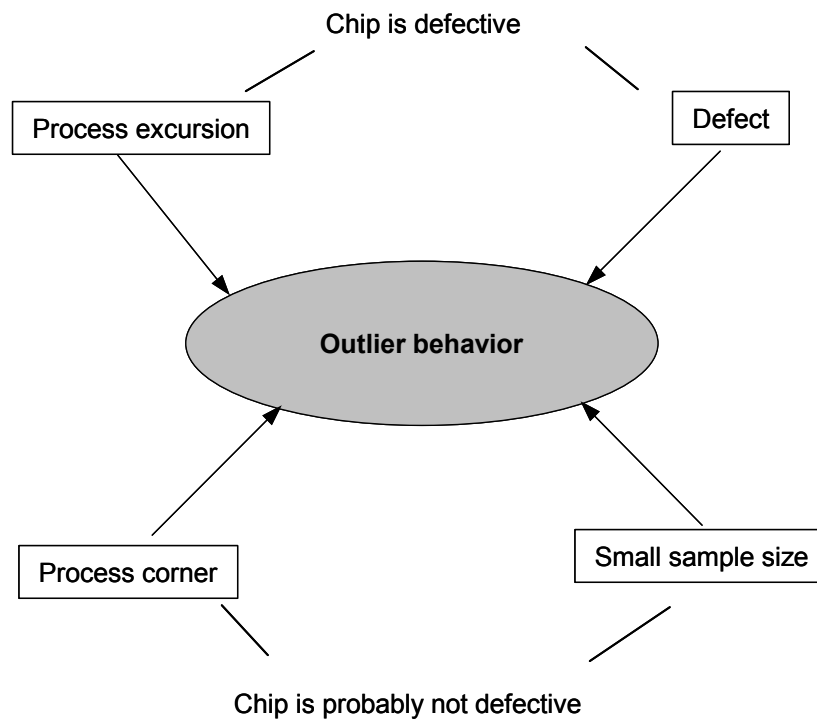 Chip is defective
Process excursion
Defect
Outlier behavior
Process corner
Small sample size
Chip is probably not defective